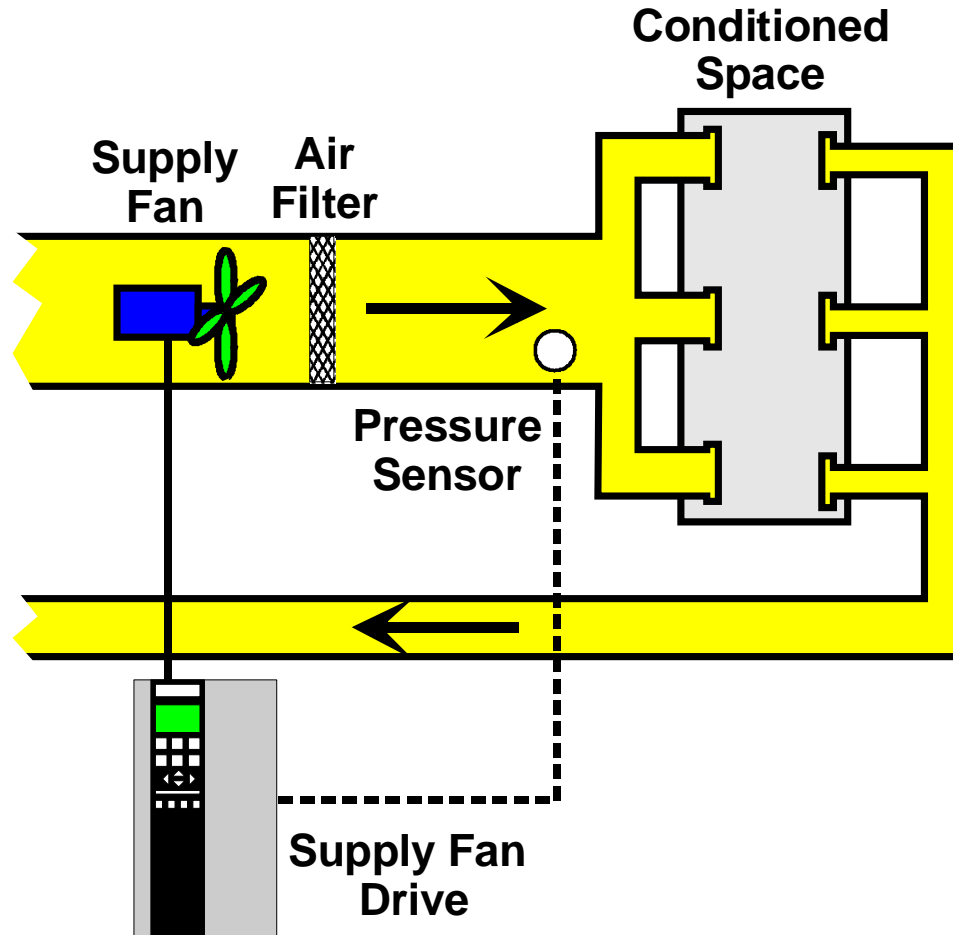 Conditioned
Space
Supply
Fan
Air
Filter
Pressure
Sensor
Supply Fan
Drive